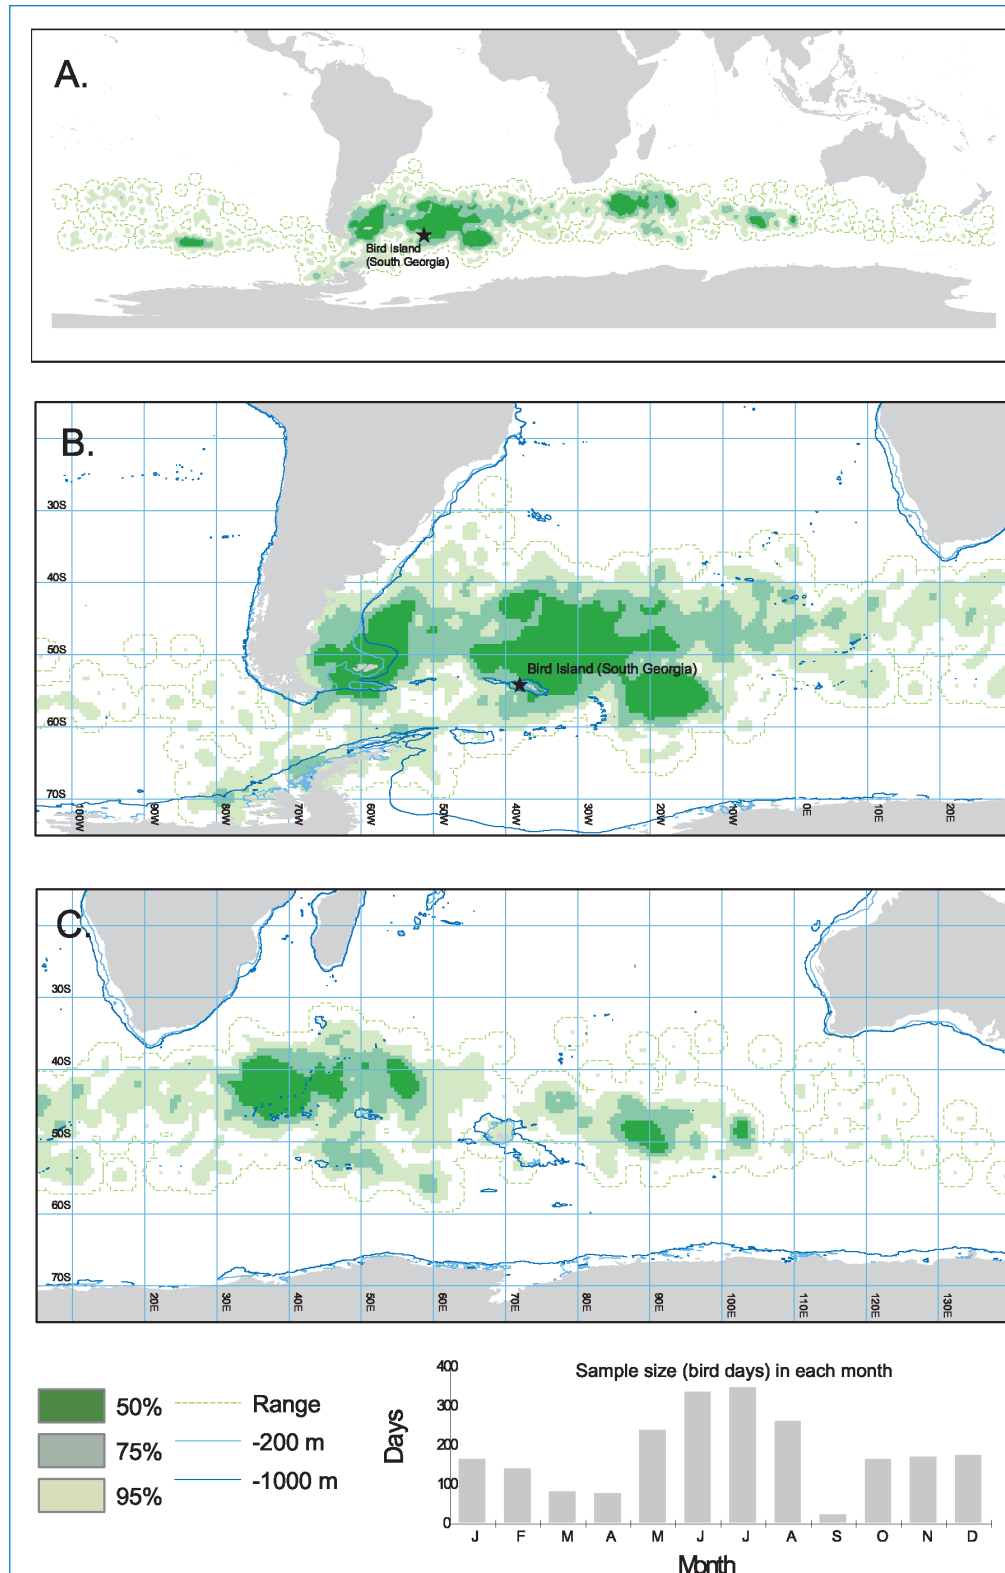 A.
Bird Island
(South Georgia)
B.
30S
40S
50S
Bird Island (South Georgia)
60S
70S
100W 90W 80W 70W 60W 50W 40W 30W 20W 10W 0E 10E 20E
C.
30S
40S
50S
60S
70S
20E 30E 40E 50E 60E 70E 80E 90E 100E 110E 120E 130E
50%
75%
95%
Range
-200 m
-1000 m
Sample size (bird days) in each month
Days
400
300
200
100
0
J F M A M J J A S O N D
Month